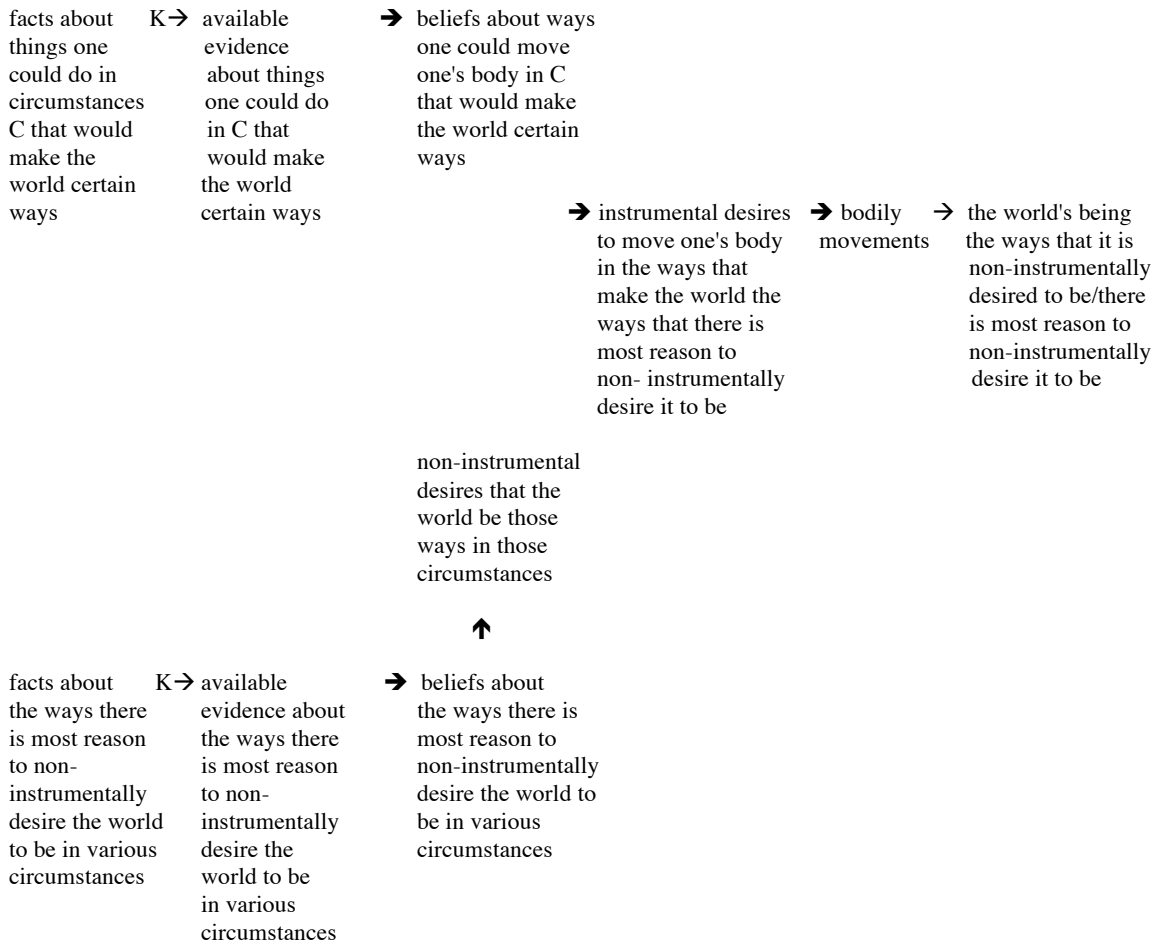 facts about
things one
could do in
circumstances
C that would
make the
world certain
ways
K→
available
evidence
about things
one could do
in C that
would make
the world
certain ways
➔
beliefs about ways
one could move
one's body in C
that would make
the world certain
ways
➔
instrumental desires
to move one's body
in the ways that
make the world the
ways that there is
most reason to
non- instrumentally
desire it to be
➔
bodily
movements
→
the world's being
the ways that it is
non-instrumentally
desired to be/there
is most reason to
non-instrumentally
desire it to be
non-instrumental
desires that the
world be those
ways in those
circumstances
🡹
facts about
the ways there
is most reason
to non-
instrumentally
desire the world
to be in various
circumstances
K→
available
evidence about
the ways there
is most reason
to non-
instrumentally
desire the
world to be
in various
circumstances
➔
beliefs about
the ways there is
most reason to
non-instrumentally
desire the world to
be in various
circumstances